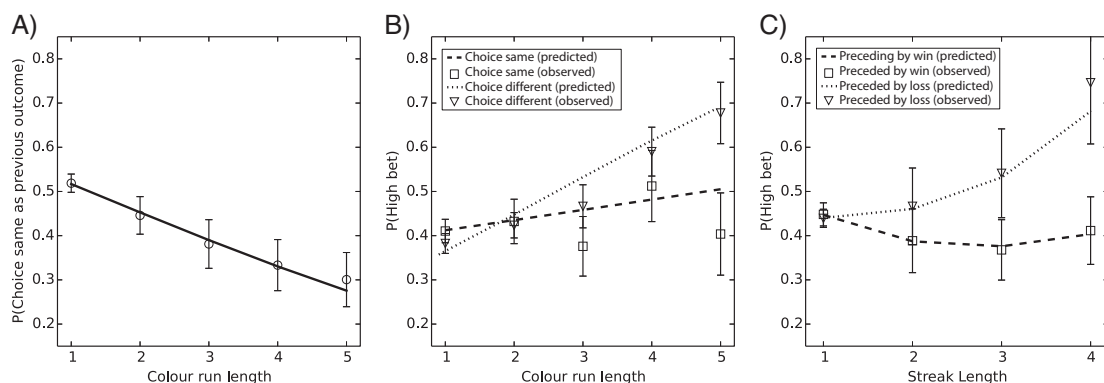 A)
0.8
0.7
0.6
0.5
0.4
0.3
0.2
P(Choice same as previous outcome)
1 2 3 4 5
Colour run length
B)
Choice same (predicted)
Choice same (observed)
Choice different (predicted)
Choice different (observed)
0.8
0.7
0.6
0.5
0.4
0.3
0.2
P(High bet)
1 2 3 4 5
Colour run length
C)
Preceding by win (predicted)
Preceded by win (observed)
Preceded by loss (predicted)
Preceded by loss (observed)
0.8
0.7
0.6
0.5
0.4
0.3
0.2
P(High bet)
1 2 3 4
Streak Length